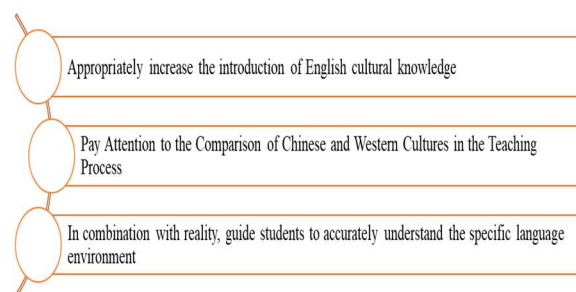 Appropriately increase the introduction of English cultural knowledge
Pay Attention to the Comparison of Chinese and Western Cultures in the Teaching
Process
In combination with reality, guide students to accurately understand the specific language
environment